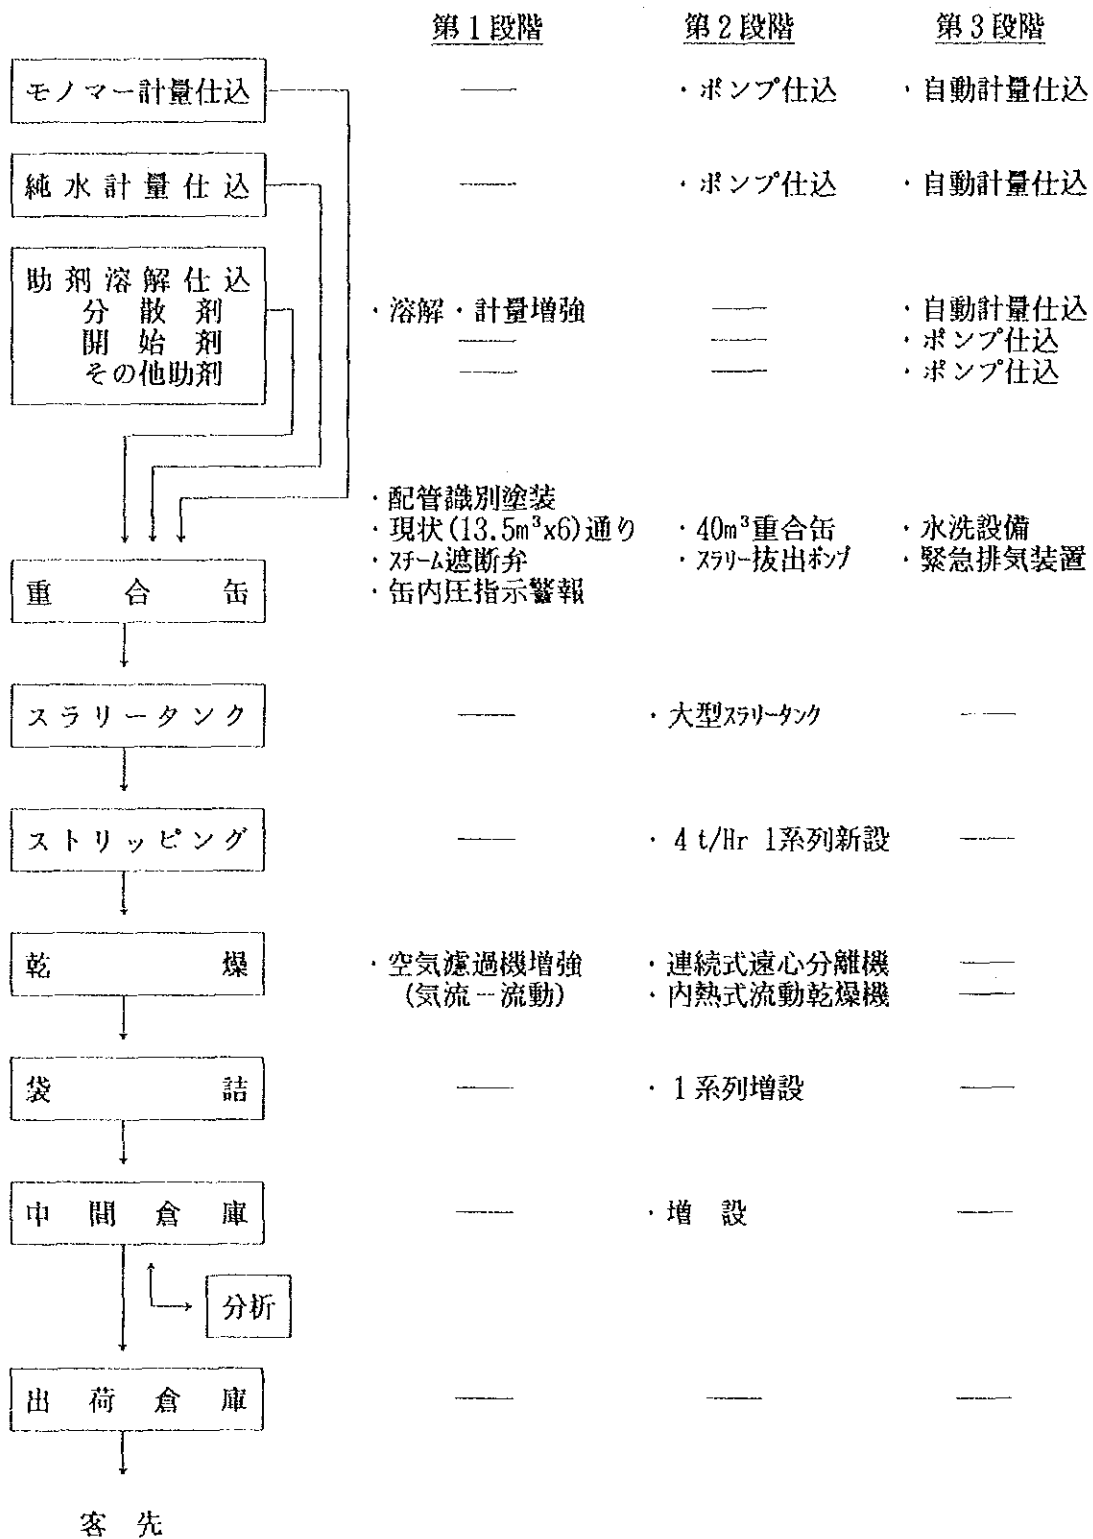 第1段階 第2段階 第3段階
モノマー計量仕込 ―― ・ポンプ仕込 ・自動計量仕込
純水計量仕込 ―― ・ポンプ仕込 ・自動計量仕込
助剤溶解仕込
分散剤 ・溶解・計量増強 ―― ・自動計量仕込
開始剤 ―― ―― ・ポンプ仕込
その他助剤 ―― ―― ・ポンプ仕込
・配管識別塗装
・現状(13.5m³x6)通り ・40m³重合缶 ・水洗設備
・スチーム遮断弁 ・スラリー抜出ポンプ ・緊急排気装置
重合缶 ・缶内圧指示警報
スラリータンク ―― ・大型スラリータンク ――
ストリッピング ―― ・4t/Hr 1系列新設 ――
乾燥 ・空気濾過機増強 ・連続式遠心分離機 ――
(気流－流動) ・内熱式流動乾燥機 ――
袋詰 ―― ・1系列増設 ――
中間倉庫 ―― ・増設 ――
分析
出荷倉庫 ―― ―― ――
客先